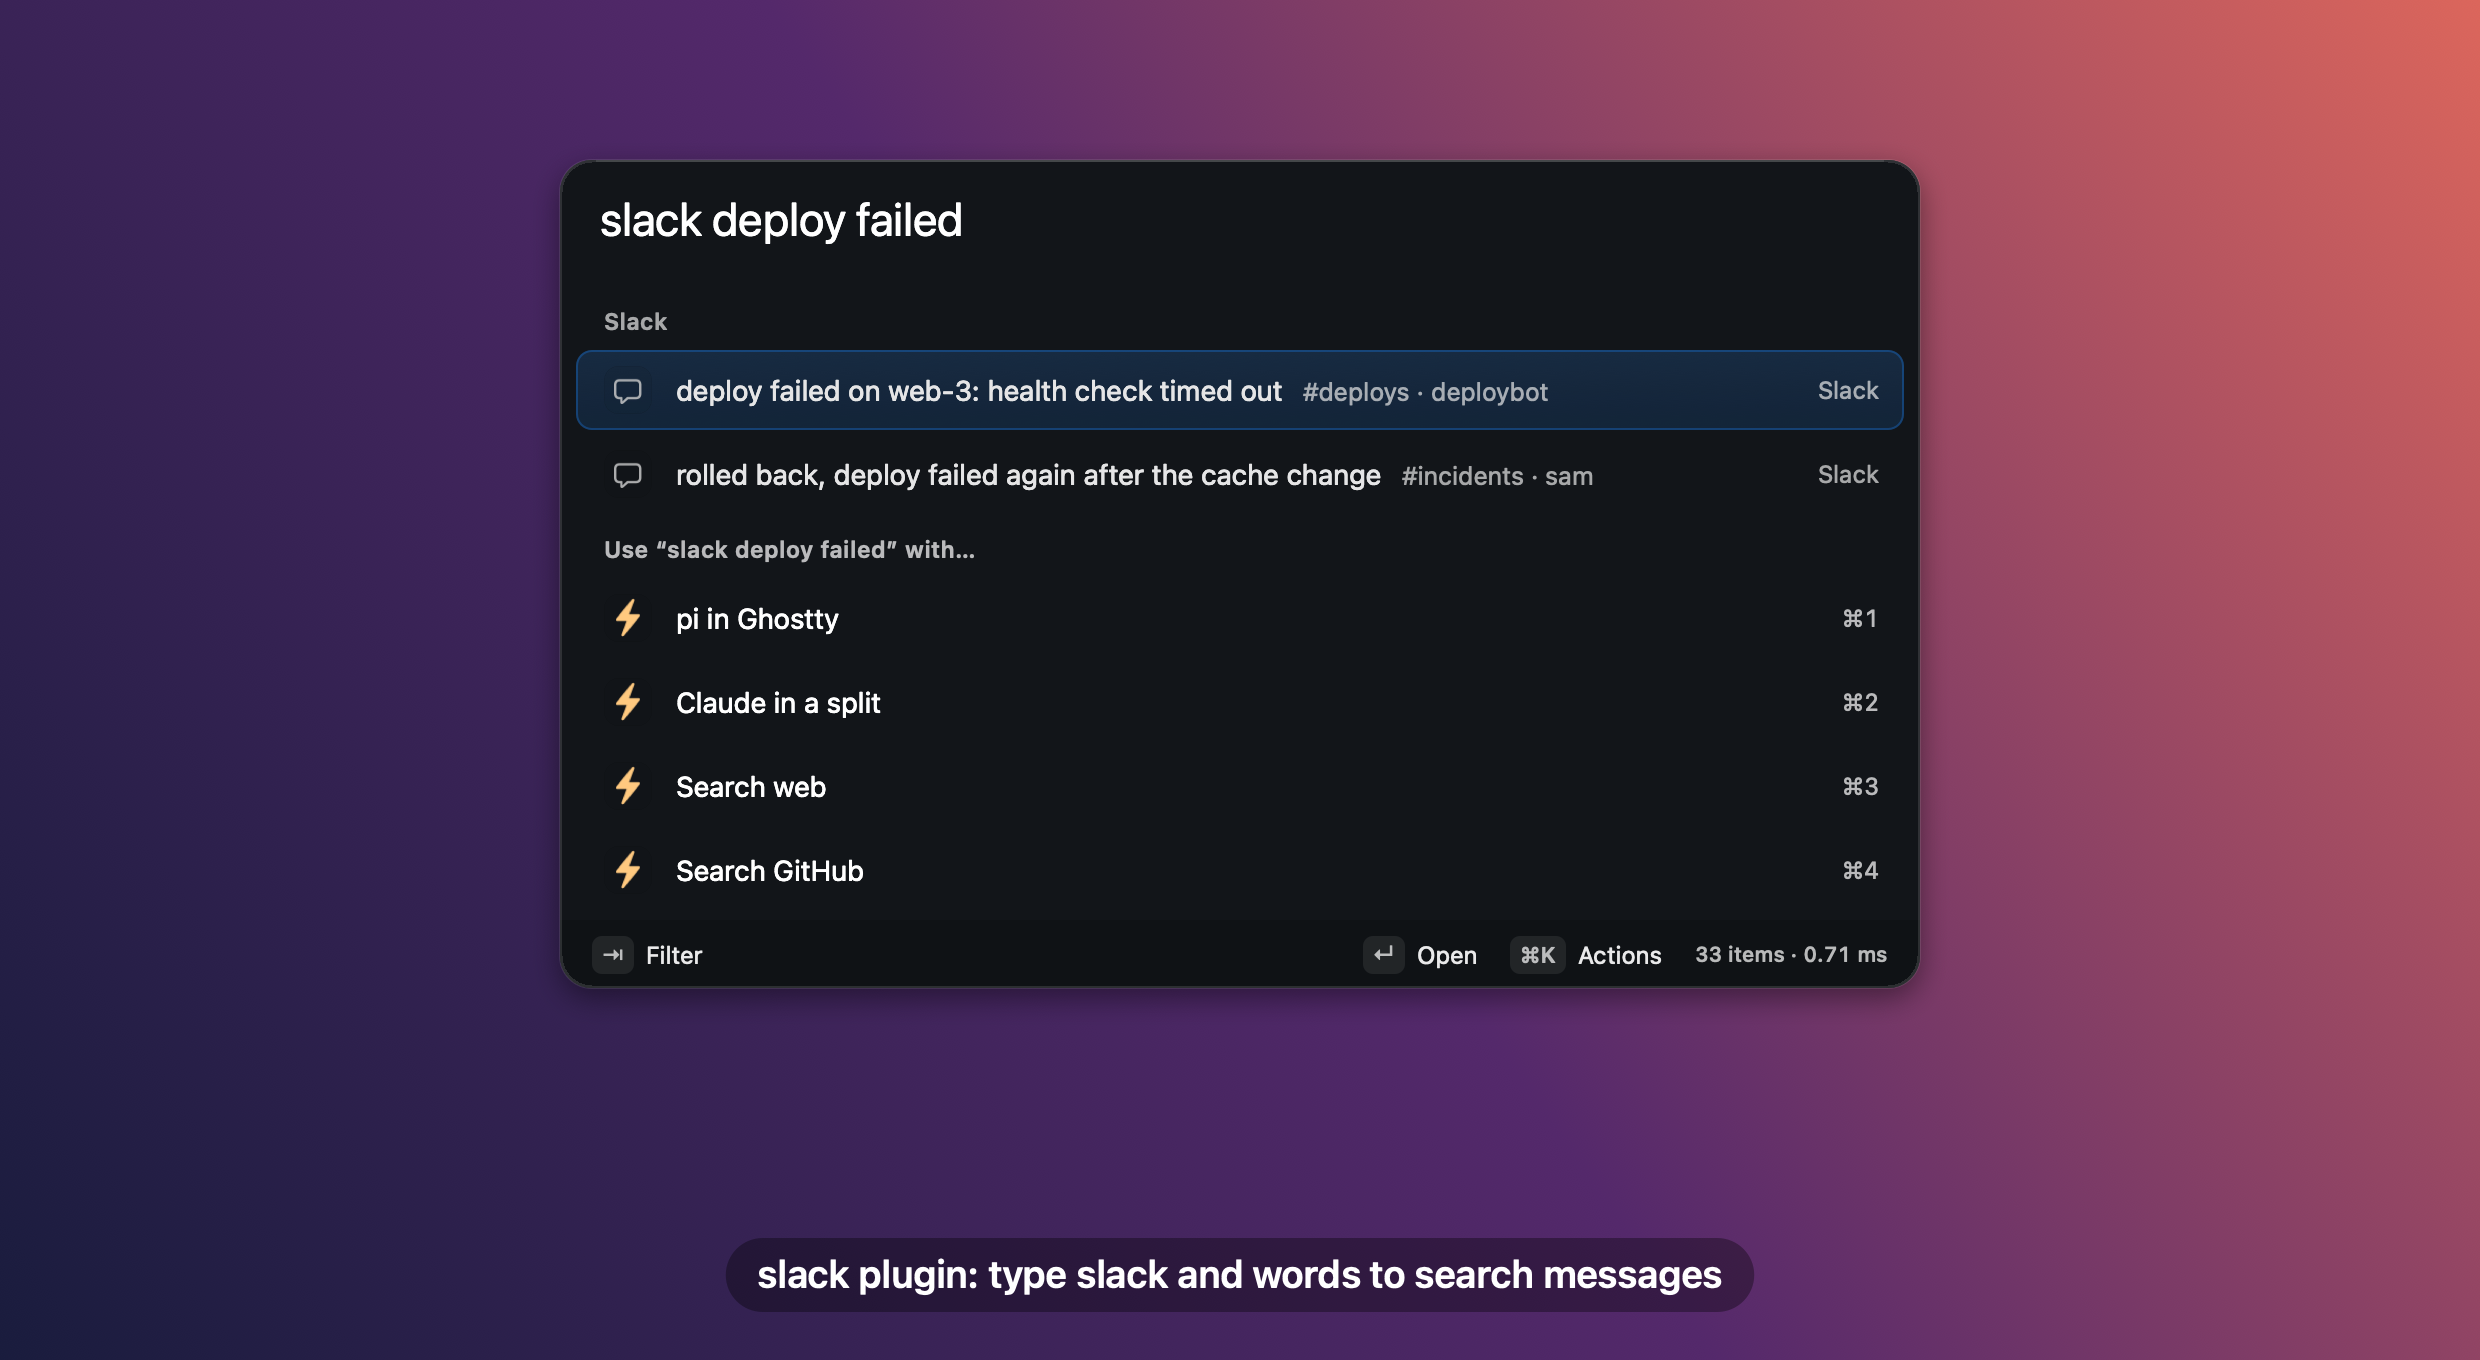 slack deploy failed
Slack
deploy failed on web-3: health check timed out #deploys · deploybot Slack
rolled back, deploy failed again after the cache change #incidents · sam Slack
Use “slack deploy failed” with…
pi in Ghostty ⌘1
Claude in a split ⌘2
Search web ⌘3
Search GitHub ⌘4
⇥ Filter ↵ Open ⌘K Actions 33 items · 0.71 ms
slack plugin: type slack and words to search messages